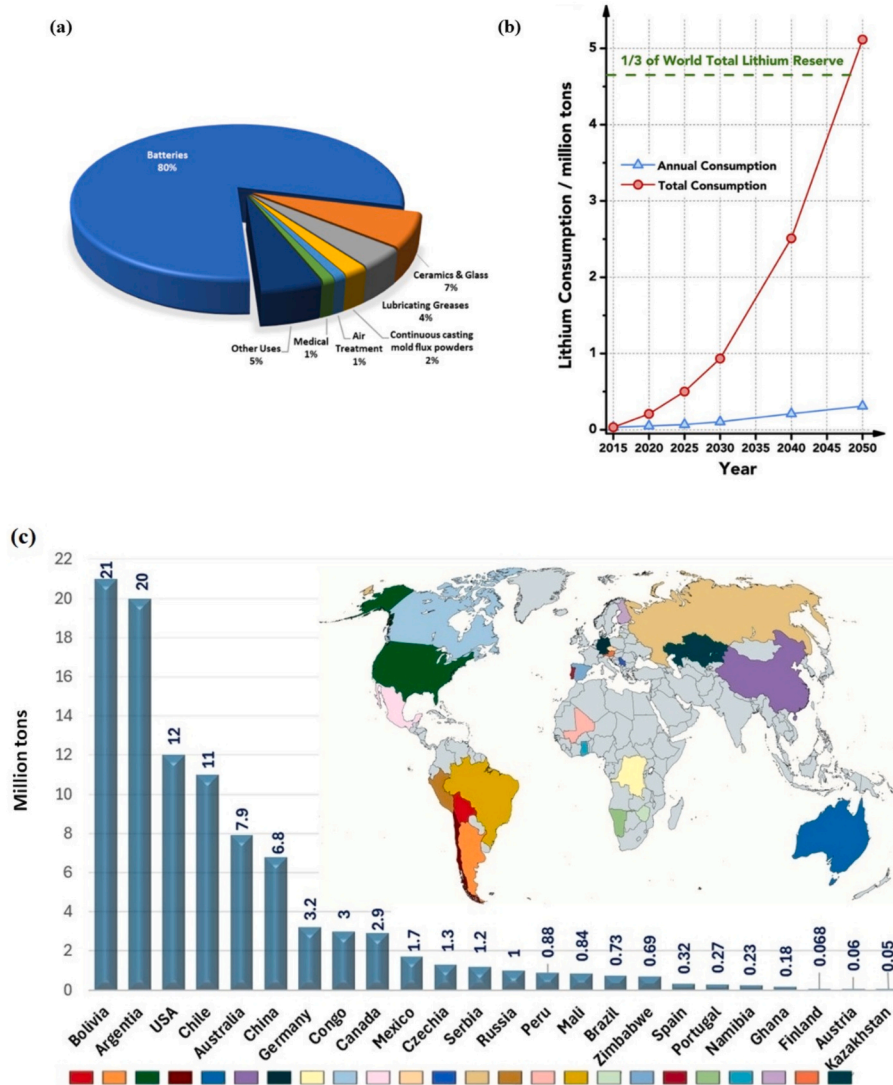 (a)
Batteries
80%
Ceramics & Glass
7%
Lubricating Greases
4%
Continuous casting
mold flux powders
2%
Air
Treatment
1%
Medical
1%
Other Uses
5%
(b)
Lithium Consumption / million tons
5
4
3
2
1
0
1/3 of World Total Lithium Reserve
Annual Consumption
Total Consumption
2015 2020 2025 2030 2035 2040 2045 2050
Year
(c)
Million tons
22
20
18
16
14
12
10
8
6
4
2
0
21
20
12
11
7.9
6.8
3.2
3
2.9
1.7
1.3
1.2
1
0.88
0.84
0.73
0.69
0.32
0.27
0.23
0.18
0.068
0.06
0.05
Bolivia
Argentia
USA
Chile
Australia
China
Germany
Congo
Canada
Mexico
Czechia
Serbia
Russia
Peru
Mali
Brazil
Zimbabwe
Spain
Portugal
Namibia
Ghana
Finland
Austria
Kazakhstan